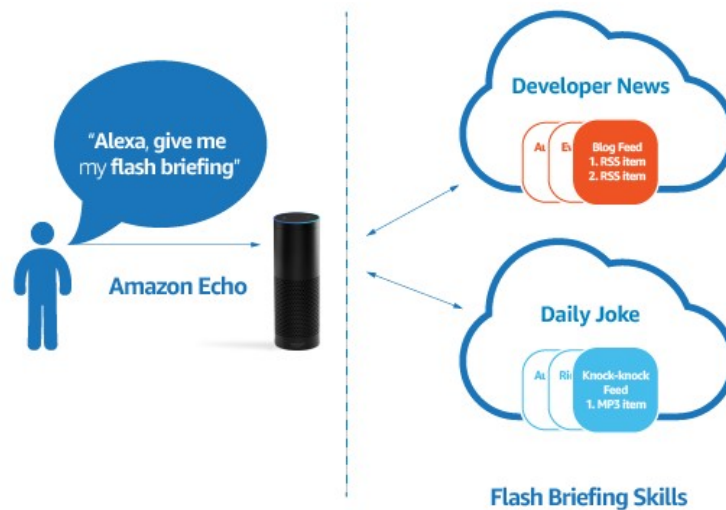 “Alexa, give me
my flash briefing”
Amazon Echo
Developer News
Blog Feed
1. RSS item
2. RSS item
Daily Joke
Knock-knock
Feed
1. MP3 item
Flash Briefing Skills